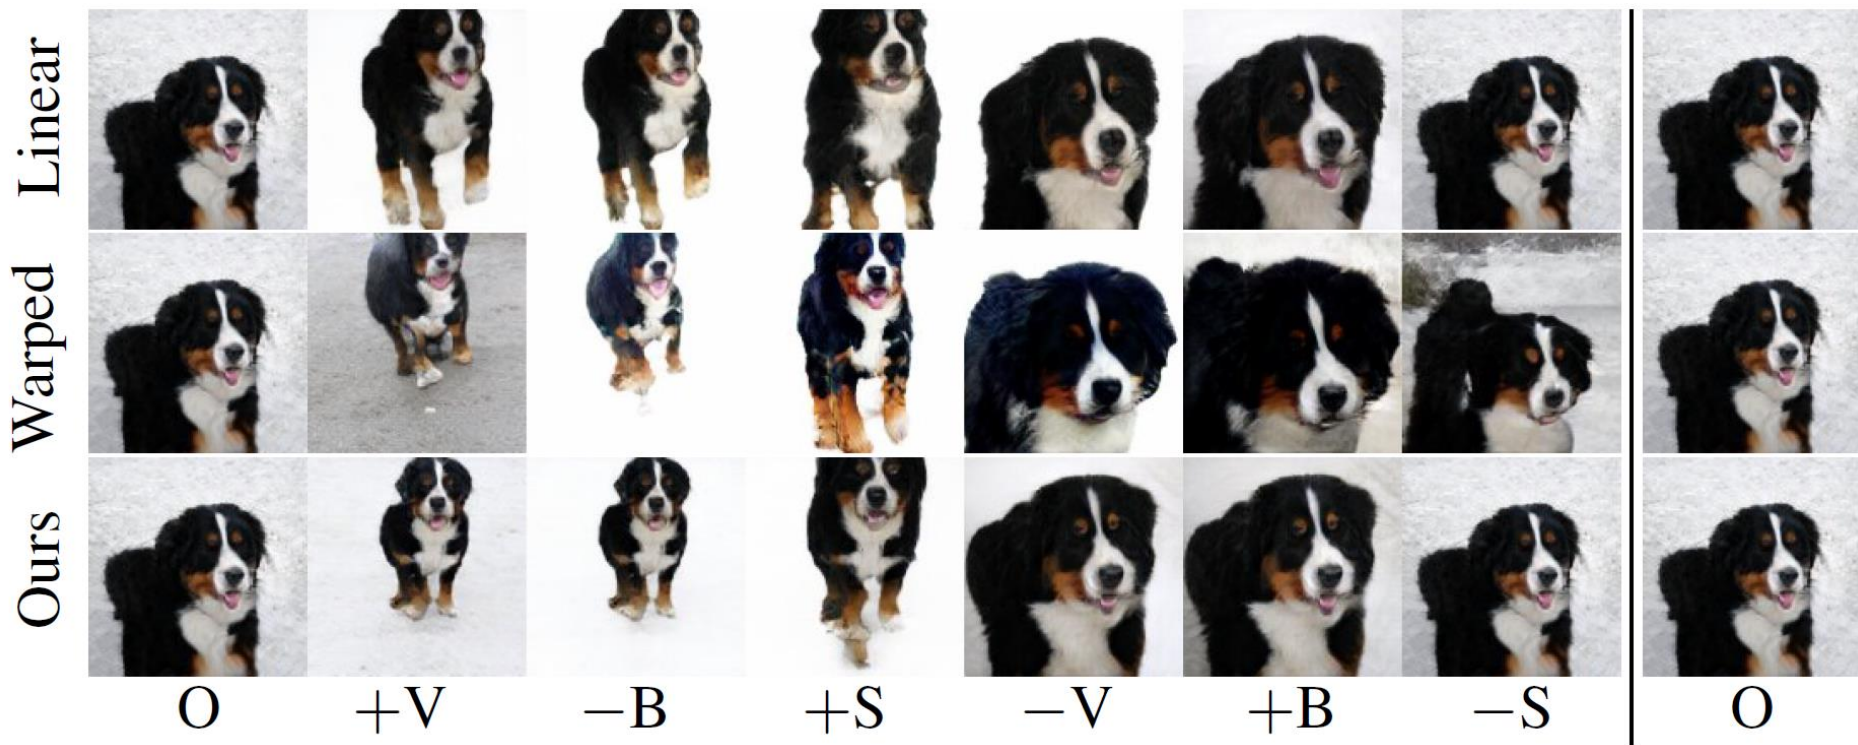 Linear
Warped
Ours
O +V −B +S −V +B −S O